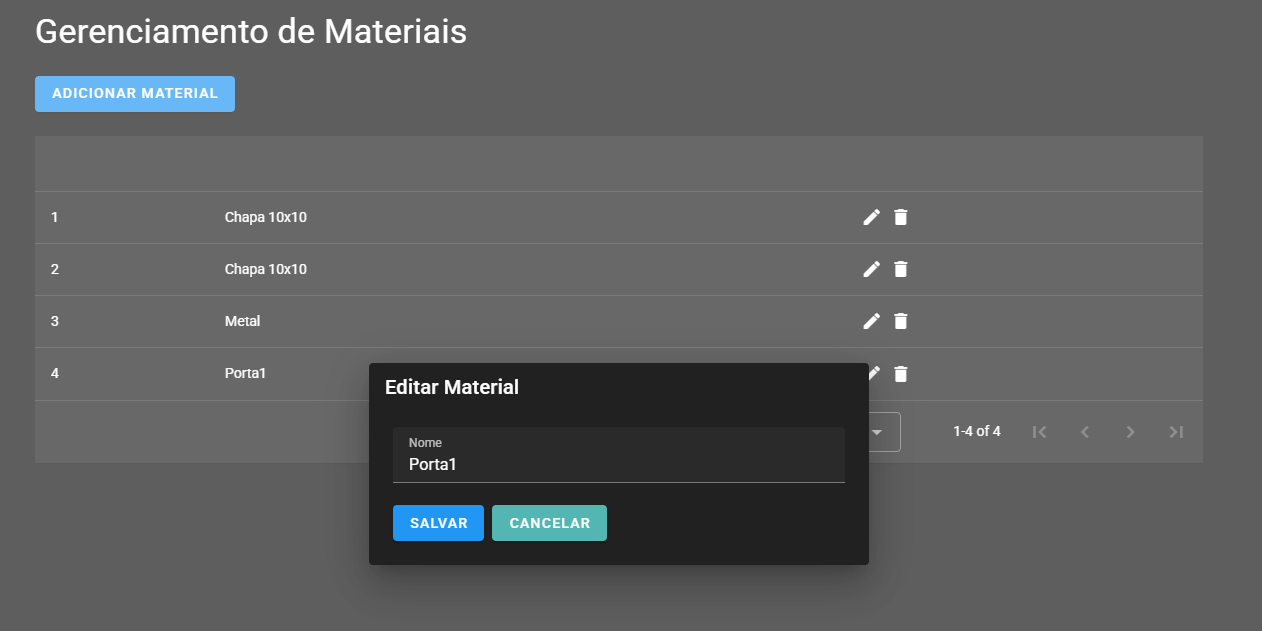 Gerenciamento de Materiais
ADICIONAR MATERIAL
1 Chapa 10x10
2 Chapa 10x10
3 Metal
4 Porta1
Editar Material
Nome
Porta1
SALVAR CANCELAR
1-4 of 4